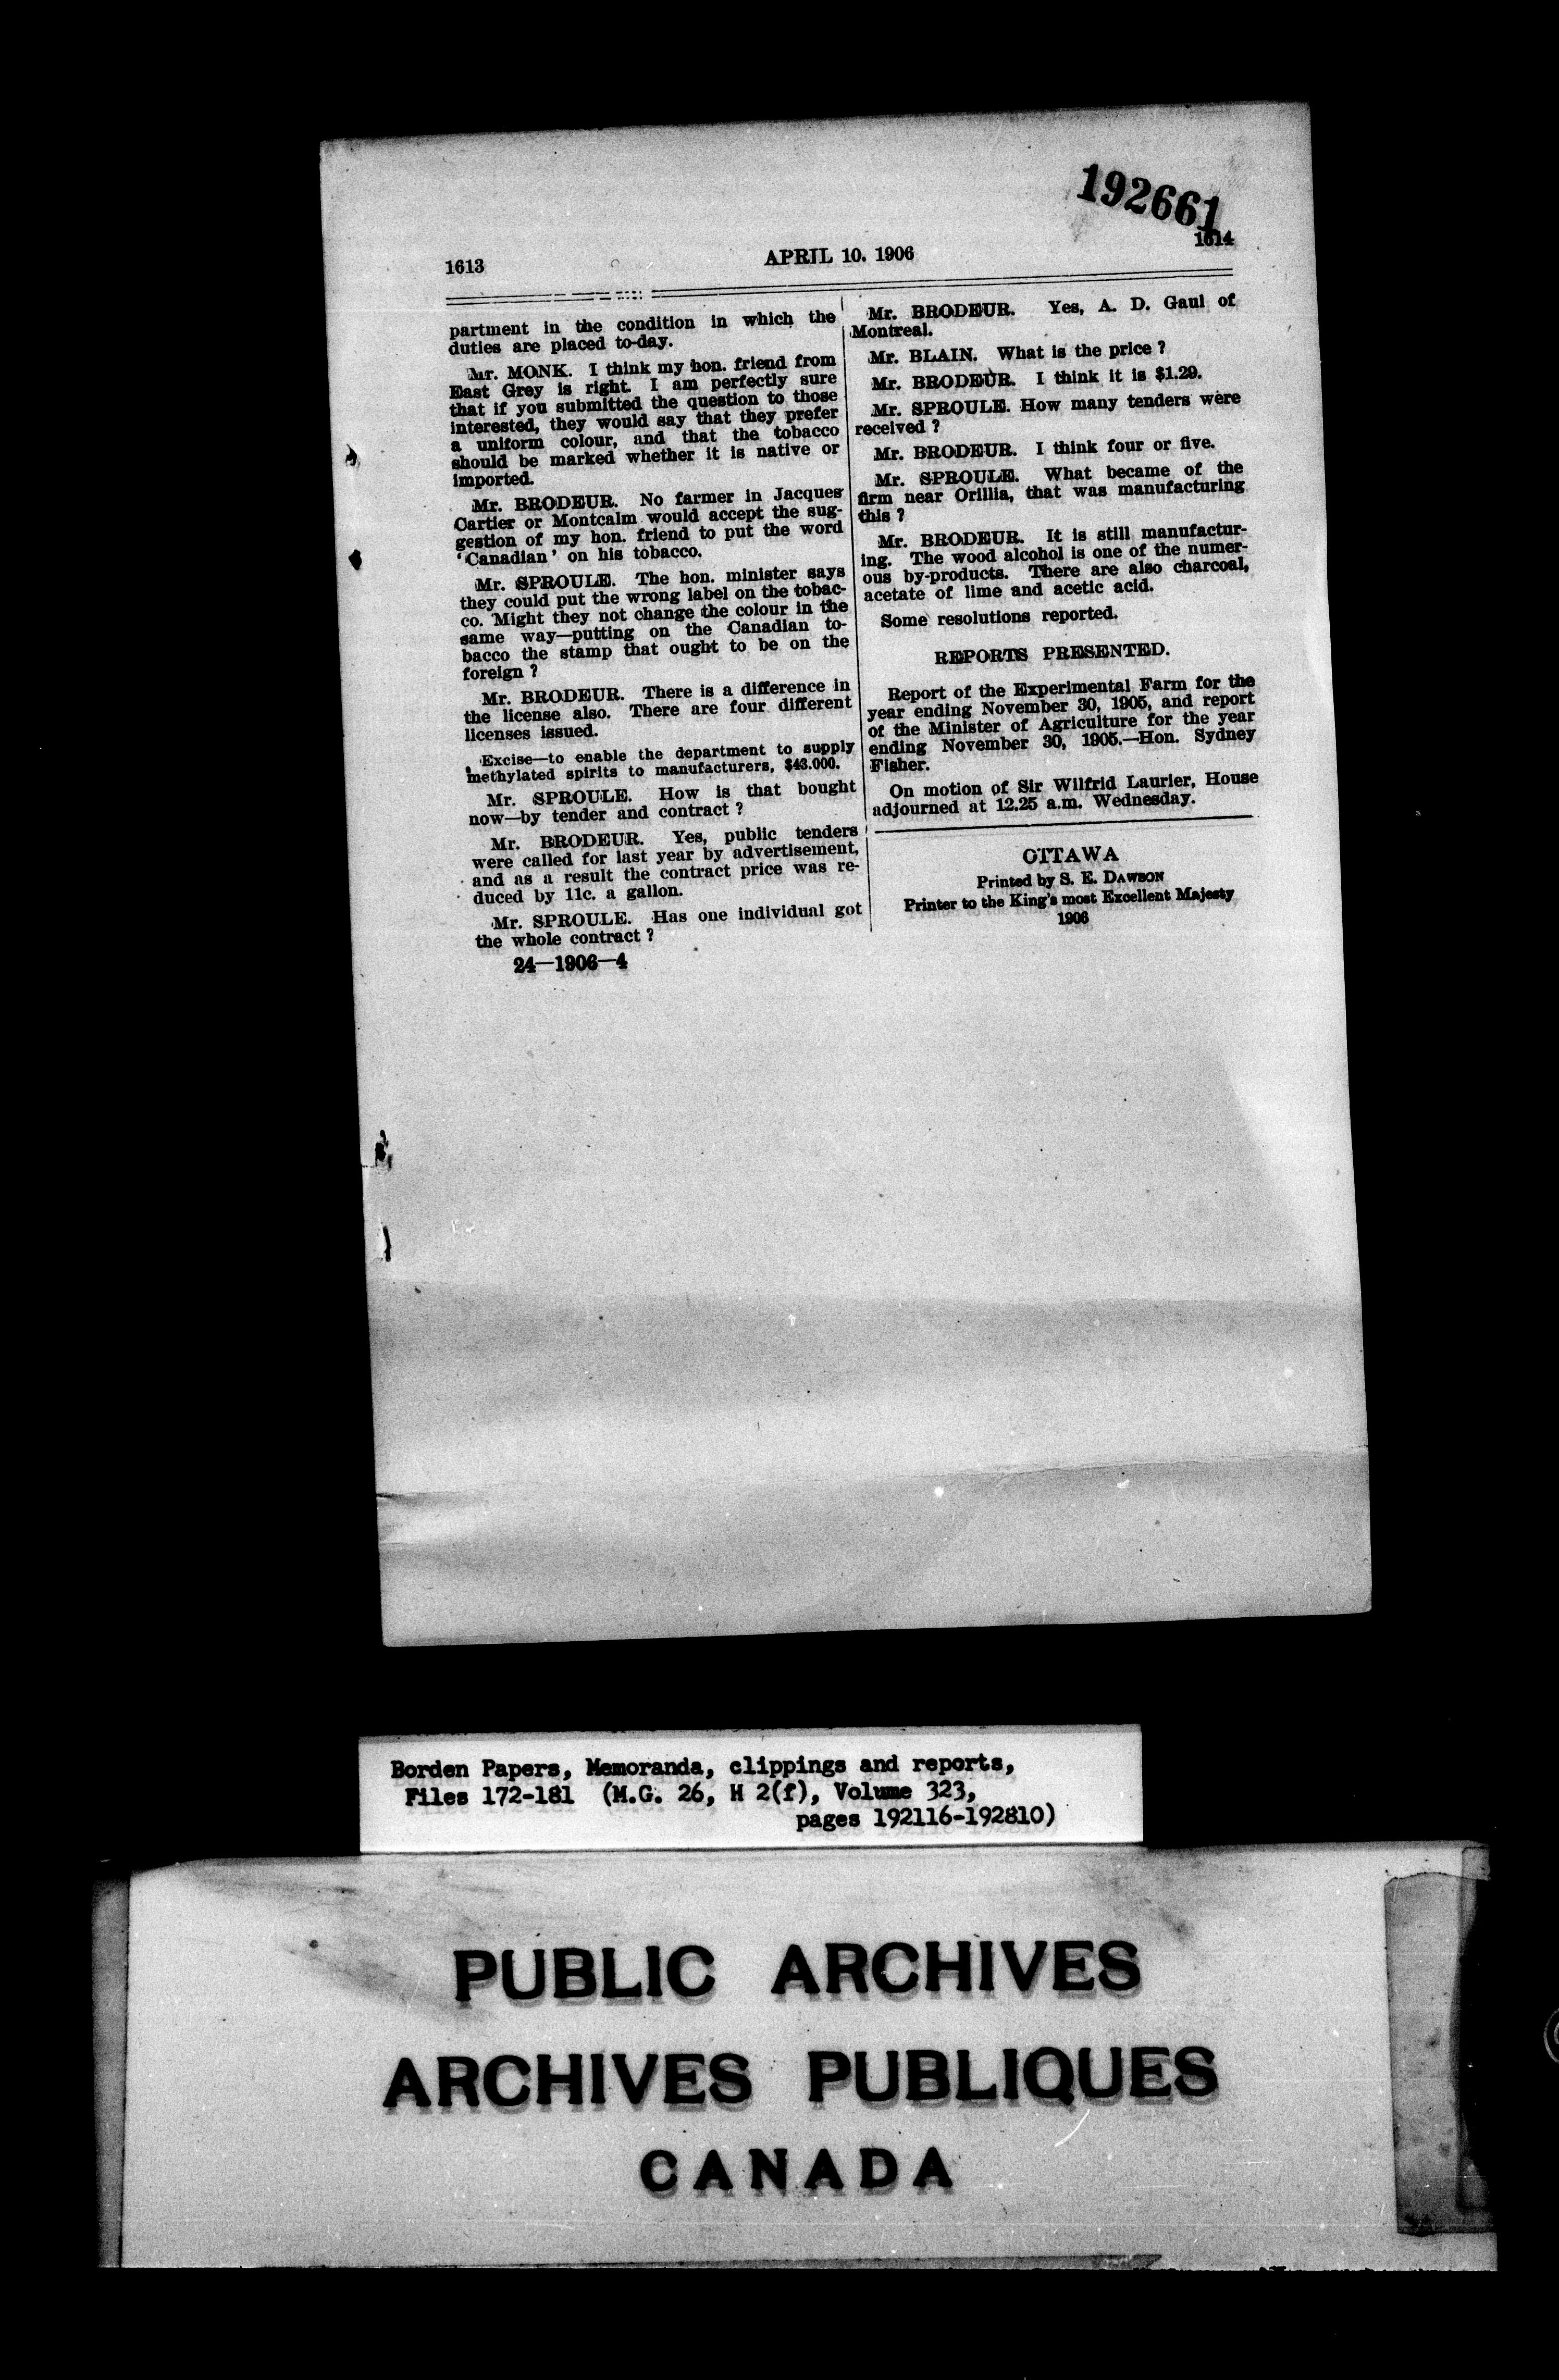 192661
1613
APRIL 10, 1906
1614
partment in the condition in which the
duties are placed to-day.
Mr. MONK. I think my hon. friend from
East Grey is right. I am perfectly sure
that if you submitted the question to those
interested, they would say that they prefer
a uniform colour, and that the tobacco
should be marked whether it is native or
imported.
Mr. BRODEUR. No farmer in Jacques
Cartier or Montcalm would accept the sug-
gestion of my hon. friend to put the word
'Canadian' on his tobacco.
Mr. SPROULE. The hon. minister says
they could put the wrong label on the tobac-
co. Might they not change the colour in the
same way—putting on the Canadian to-
bacco the stamp that ought to be on the
foreign ?
Mr. BRODEUR. There is a difference in
the license also. There are four different
licenses issued.
Excise—to enable the department to supply
methylated spirits to manufacturers, $43.000.
Mr. SPROULE. How is that bought
now—by tender and contract ?
Mr. BRODEUR. Yes, public tenders
were called for last year by advertisement,
and as a result the contract price was re-
duced by 11c. a gallon.
Mr. SPROULE. Has one individual got
the whole contract ?
24—1906—4
Mr. BRODEUR. Yes, A. D. Gaul of
Montreal.
Mr. BLAIN. What is the price ?
Mr. BRODEUR. I think it is $1.29.
Mr. SPROULE. How many tenders were
received ?
Mr. BRODEUR. I think four or five.
Mr. SPROULE. What became of the
firm near Orillia, that was manufacturing
this ?
Mr. BRODEUR. It is still manufactur-
ing. The wood alcohol is one of the numer-
ous by-products. There are also charcoal,
acetate of lime and acetic acid.
Some resolutions reported.
REPORTS PRESENTED.
Report of the Experimental Farm for the
year ending November 30, 1905, and report
of the Minister of Agriculture for the year
ending November 30, 1905.—Hon. Sydney
Fisher.
On motion of Sir Wilfrid Laurier, House
adjourned at 12.25 a.m. Wednesday.
OTTAWA
Printed by S. E. DAWSON
Printer to the King's most Excellent Majesty
1906
Borden Papers, Memoranda, clippings and reports,
Files 172-181 (M.G. 26, H 2(f), Volume 323,
pages 192116-192810)
PUBLIC ARCHIVES
ARCHIVES PUBLIQUES
CANADA